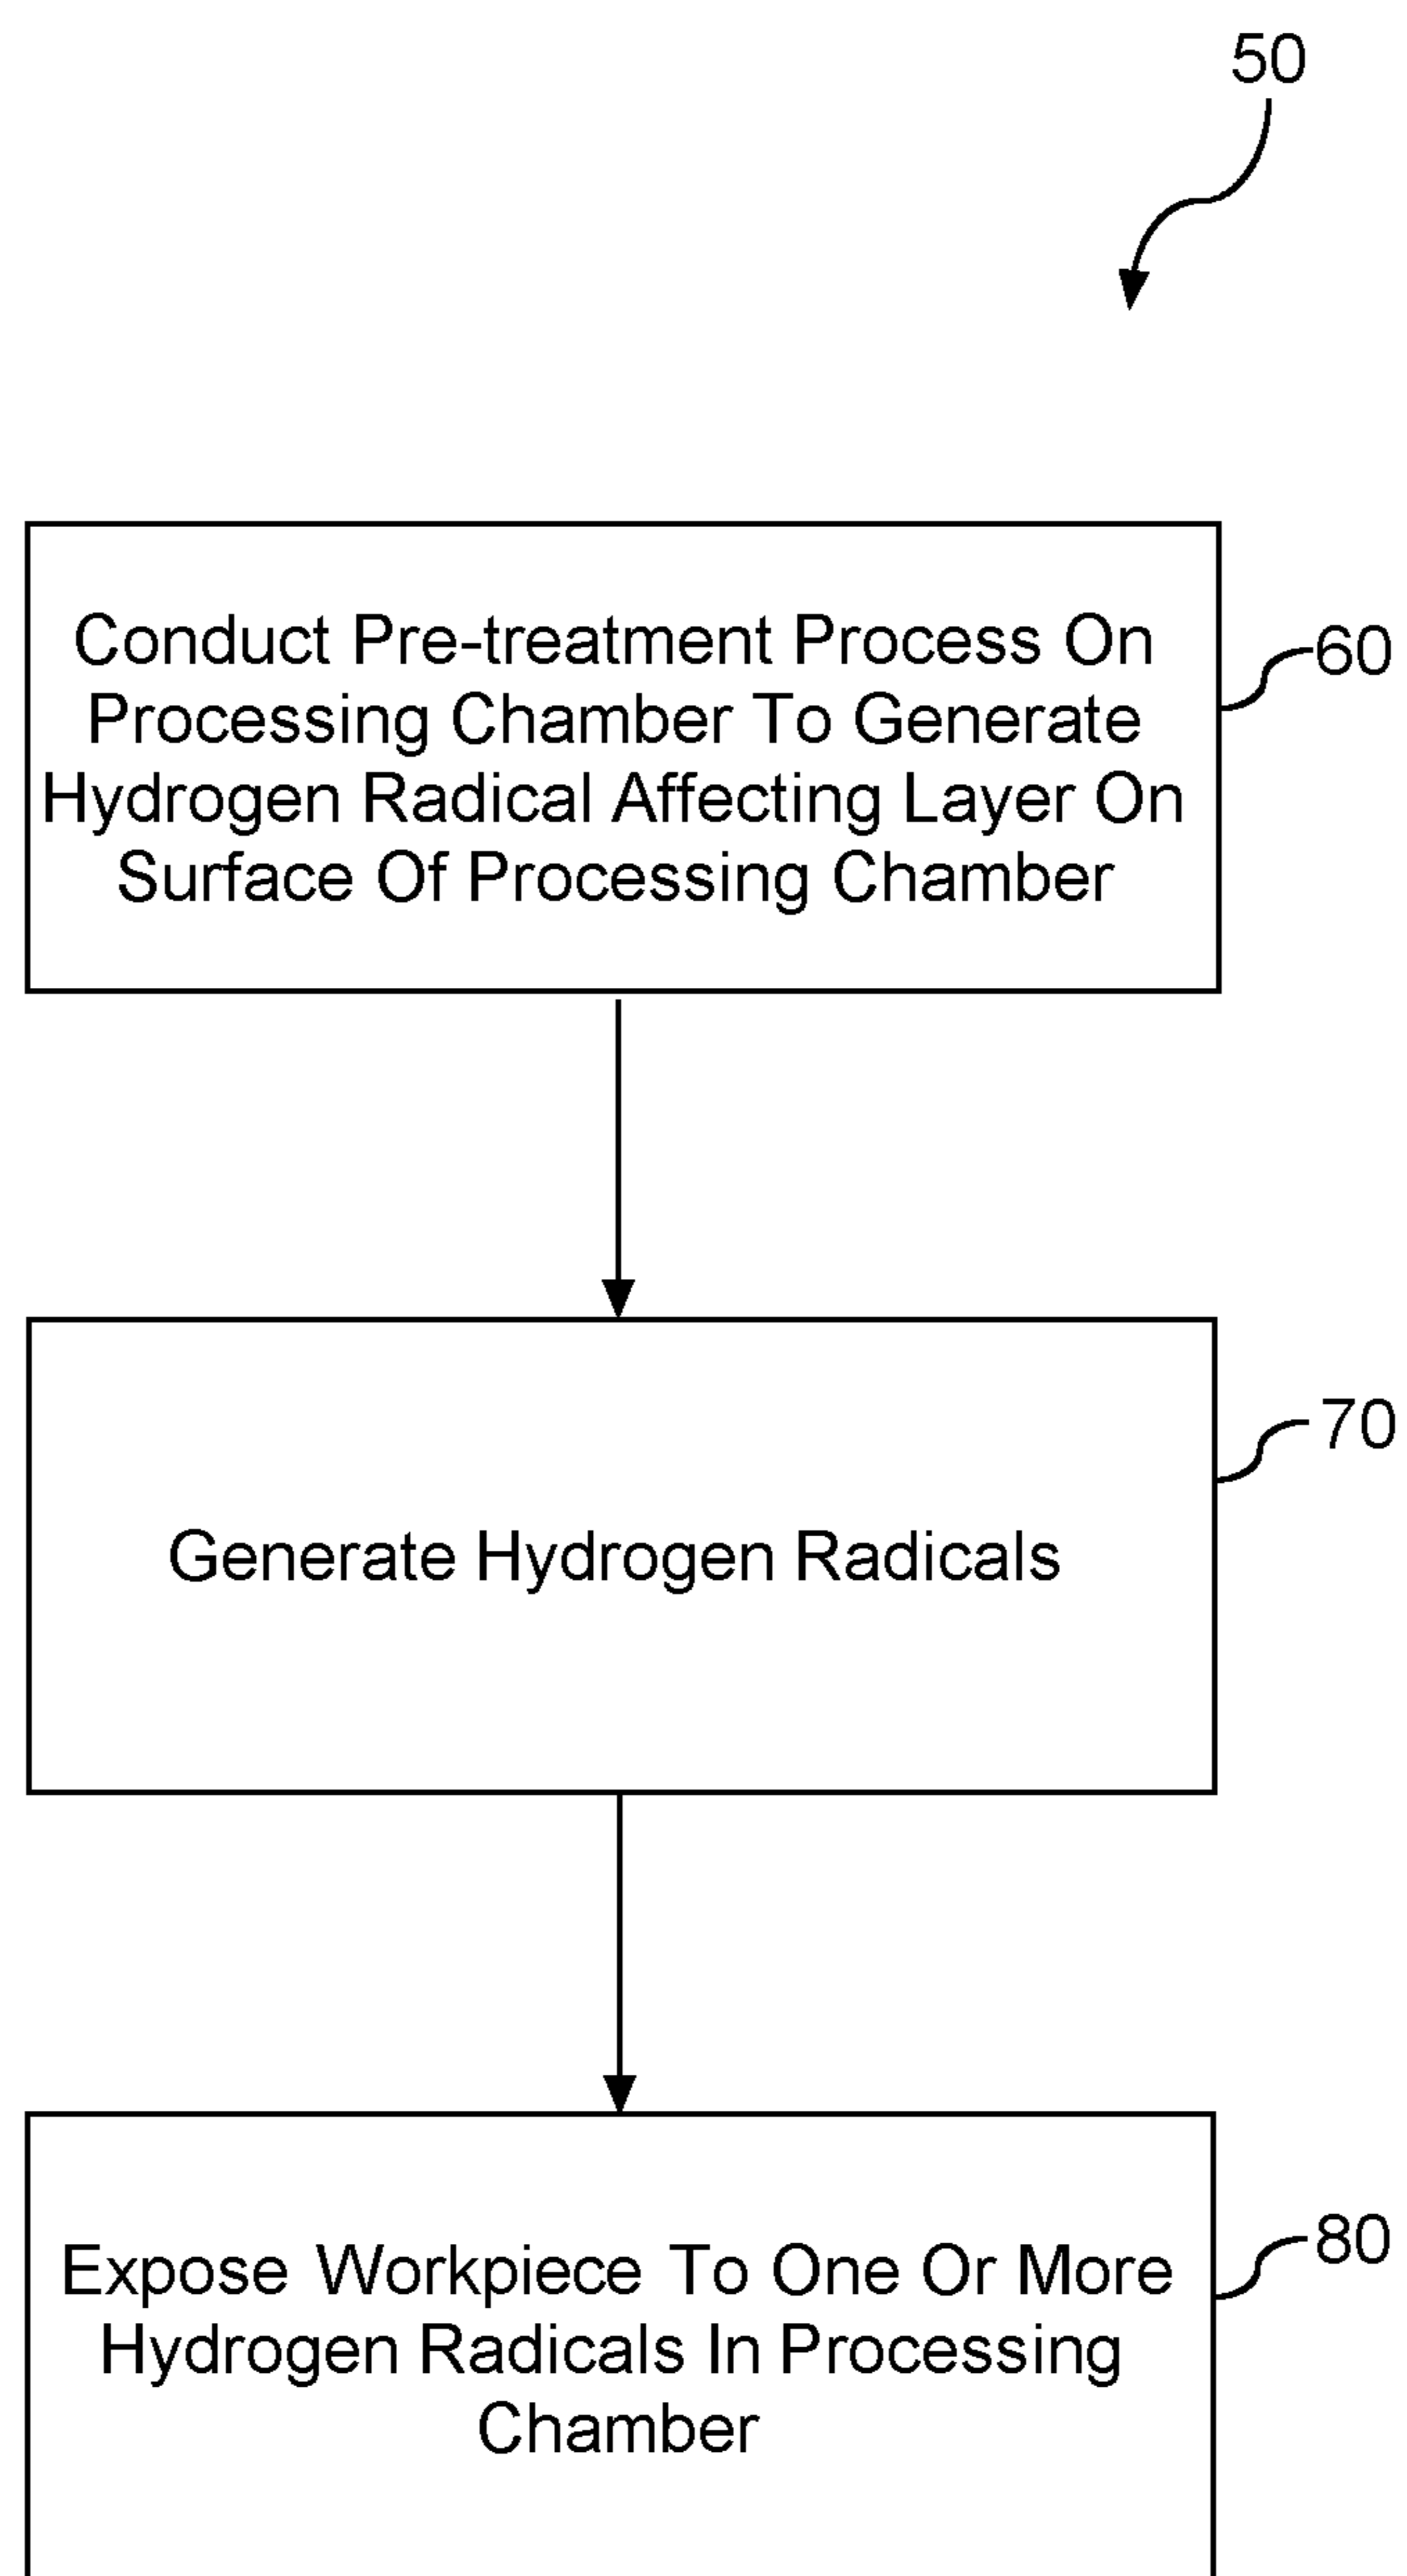 50
Conduct Pre-treatment Process On
Processing Chamber To Generate
Hydrogen Radical Affecting Layer On
Surface Of Processing Chamber
60
Generate Hydrogen Radicals
70
Expose Workpiece To One Or More
Hydrogen Radicals In Processing
Chamber
80